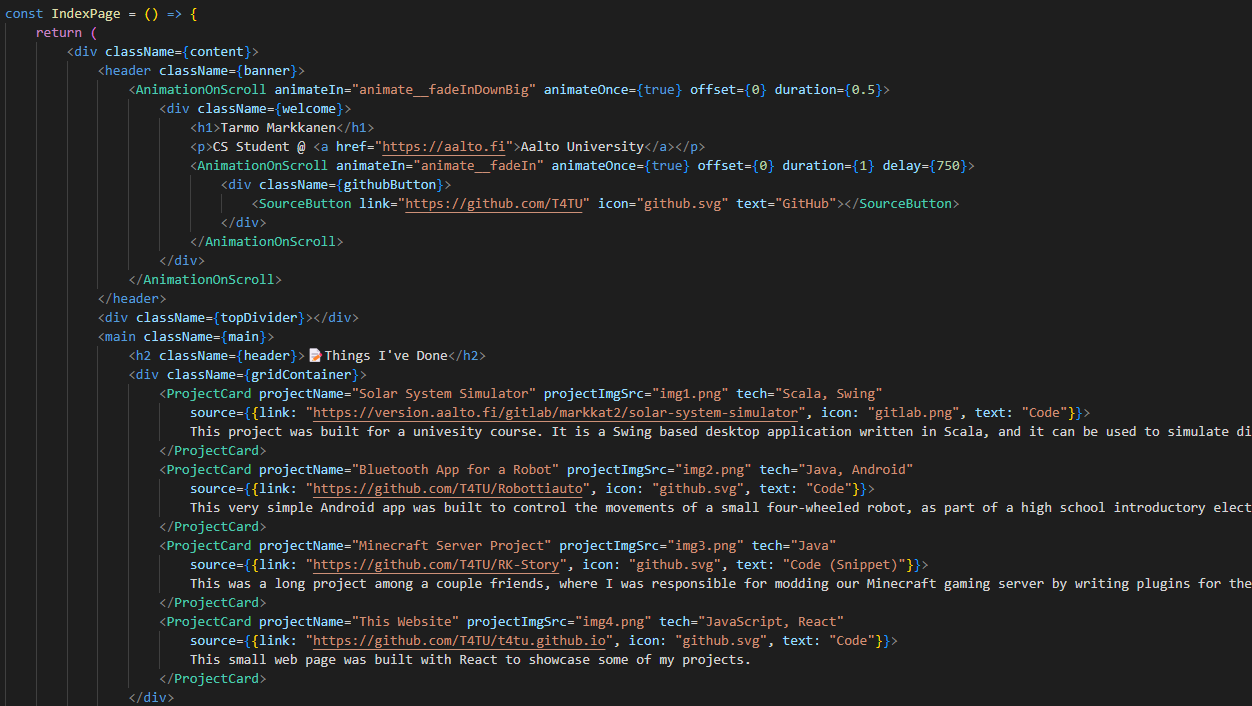 const IndexPage = () => {
return (
<div className={content}>
<header className={banner}>
<AnimationOnScroll animateIn="animate__fadeInDownBig" animateOnce={true} offset={0} duration={0.5}>
<div className={welcome}>
<h1>Tarmo Markkanen</h1>
<p>CS Student @ <a href="https://aalto.fi">Aalto University</a></p>
<AnimationOnScroll animateIn="animate__fadeIn" animateOnce={true} offset={0} duration={1} delay={750}>
<div className={githubButton}>
<SourceButton link="https://github.com/T4TU" icon="github.svg" text="GitHub"></SourceButton>
</div>
</AnimationOnScroll>
</div>
</AnimationOnScroll>
</header>
<div className={topDivider}></div>
<main className={main}>
<h2 className={header}>📝Things I've Done</h2>
<div className={gridContainer}>
<ProjectCard projectName="Solar System Simulator" projectImgSrc="img1.png" tech="Scala, Swing"
source={{link: "https://version.aalto.fi/gitlab/markkat2/solar-system-simulator", icon: "gitlab.png", text: "Code"}}>
This project was built for a univesity course. It is a Swing based desktop application written in Scala, and it can be used to simulate di
</ProjectCard>
<ProjectCard projectName="Bluetooth App for a Robot" projectImgSrc="img2.png" tech="Java, Android"
source={{link: "https://github.com/T4TU/Robottiauto", icon: "github.svg", text: "Code"}}>
This very simple Android app was built to control the movements of a small four-wheeled robot, as part of a high school introductory elect
</ProjectCard>
<ProjectCard projectName="Minecraft Server Project" projectImgSrc="img3.png" tech="Java"
source={{link: "https://github.com/T4TU/RK-Story", icon: "github.svg", text: "Code (Snippet)"}}>
This was a long project among a couple friends, where I was responsible for modding our Minecraft gaming server by writing plugins for the
</ProjectCard>
<ProjectCard projectName="This Website" projectImgSrc="img4.png" tech="JavaScript, React"
source={{link: "https://github.com/T4TU/t4tu.github.io", icon: "github.svg", text: "Code"}}>
This small web page was built with React to showcase some of my projects.
</ProjectCard>
</div>